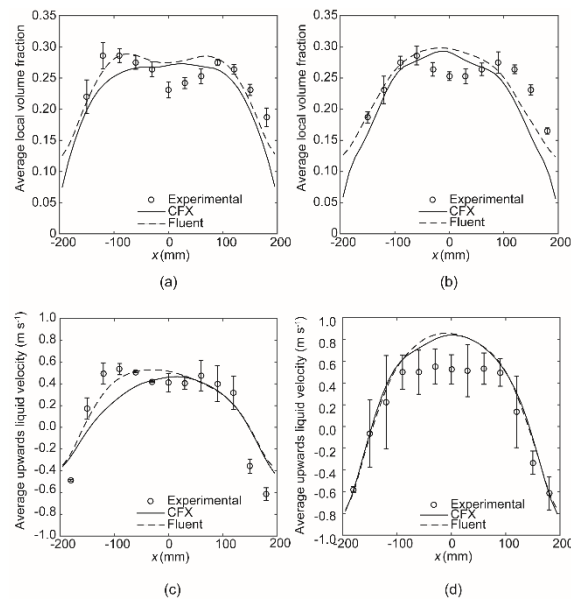 Average local volume fraction
0.35
0.30
0.25
0.20
0.15
0.10
0.05
0
Experimental
CFX
Fluent
-200 -100 0 100 200
x (mm)
(a)
Average local volume fraction
0.35
0.30
0.25
0.20
0.15
0.10
0.05
0.00
Experimental
CFX
Fluent
-200 -100 0 100 200
x (mm)
(b)
Average upwards liquid velocity (m s⁻¹)
1.0
0.8
0.6
0.4
0.2
0.0
-0.2
-0.4
-0.6
-0.8
-1.0
Experimental
CFX
Fluent
-200 -100 0 100 200
x (mm)
(c)
Average upwards liquid velocity (m s⁻¹)
1.0
0.8
0.6
0.4
0.2
0.0
-0.2
-0.4
-0.6
-0.8
-1.0
Experimental
CFX
Fluent
-200 -100 0 100 200
x (mm)
(d)